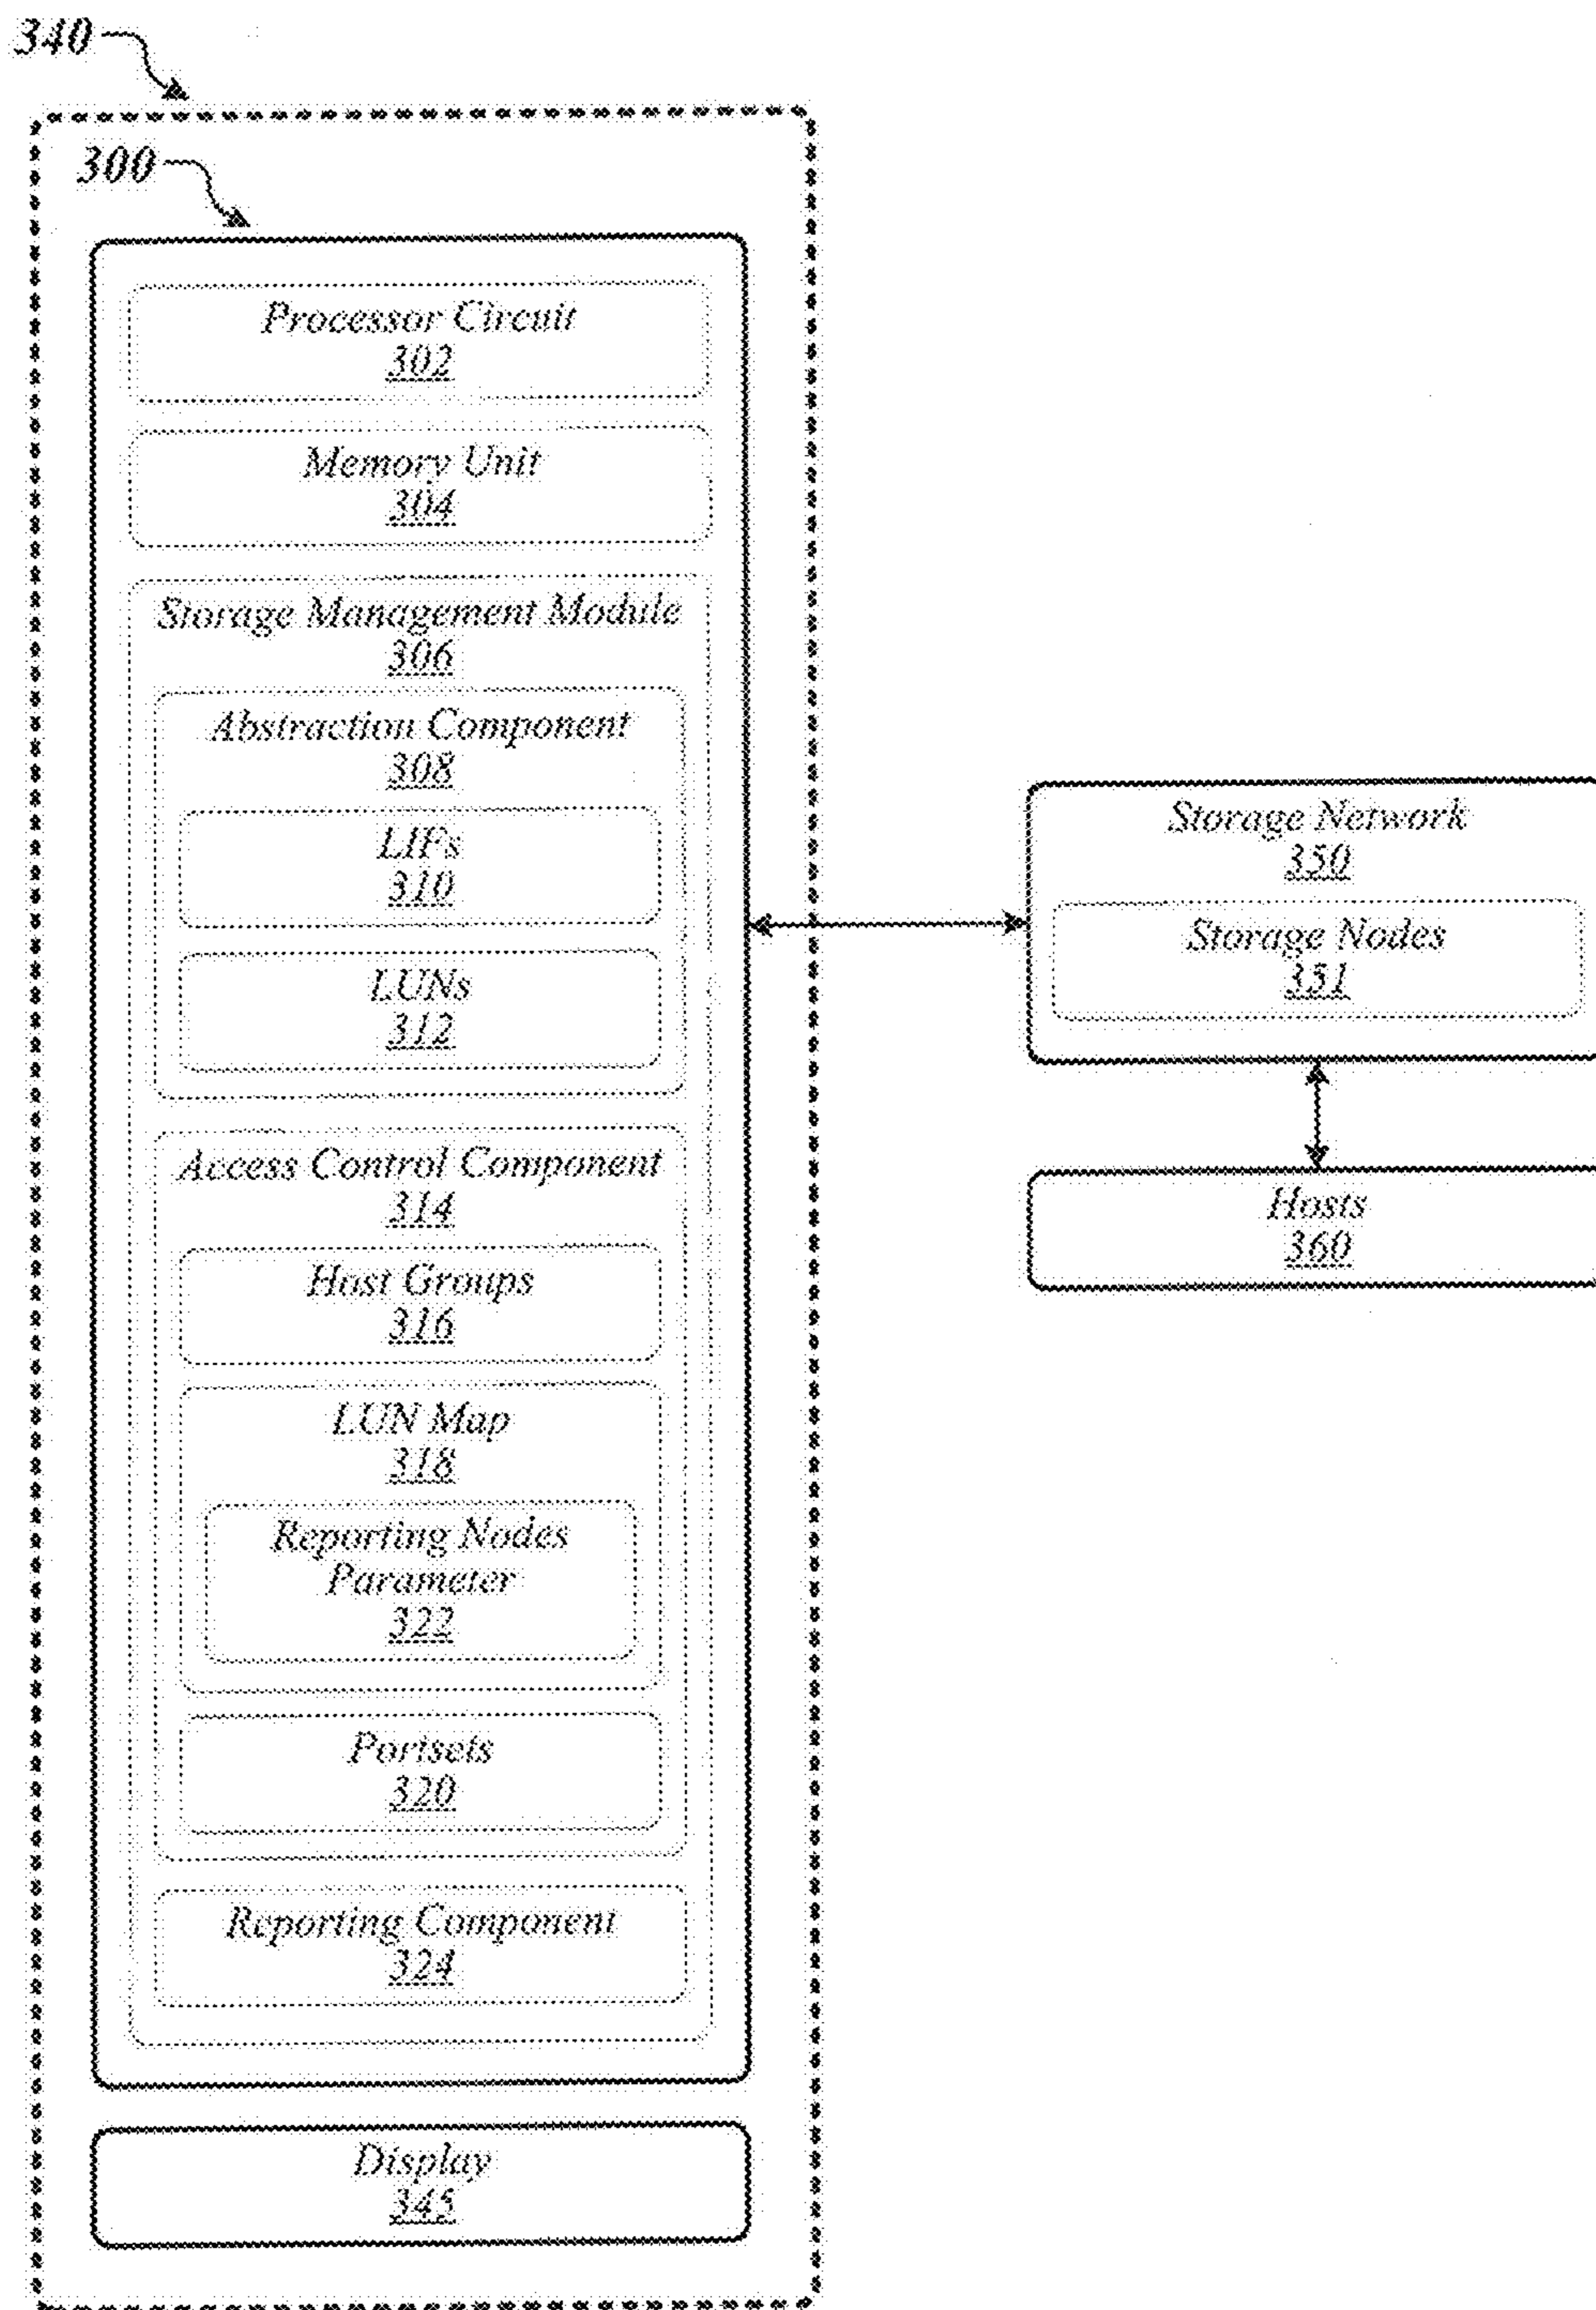 340
300
Processor Circuit
302
Memory Unit
304
Storage Management Module
306
Abstraction Component
308
LIFs
310
LUNs
312
Access Control Component
314
Host Groups
316
LUN Map
318
Reporting Nodes
Parameter
322
Portsets
320
Reporting Component
324
Display
345
Storage Network
350
Storage Nodes
351
Hosts
360